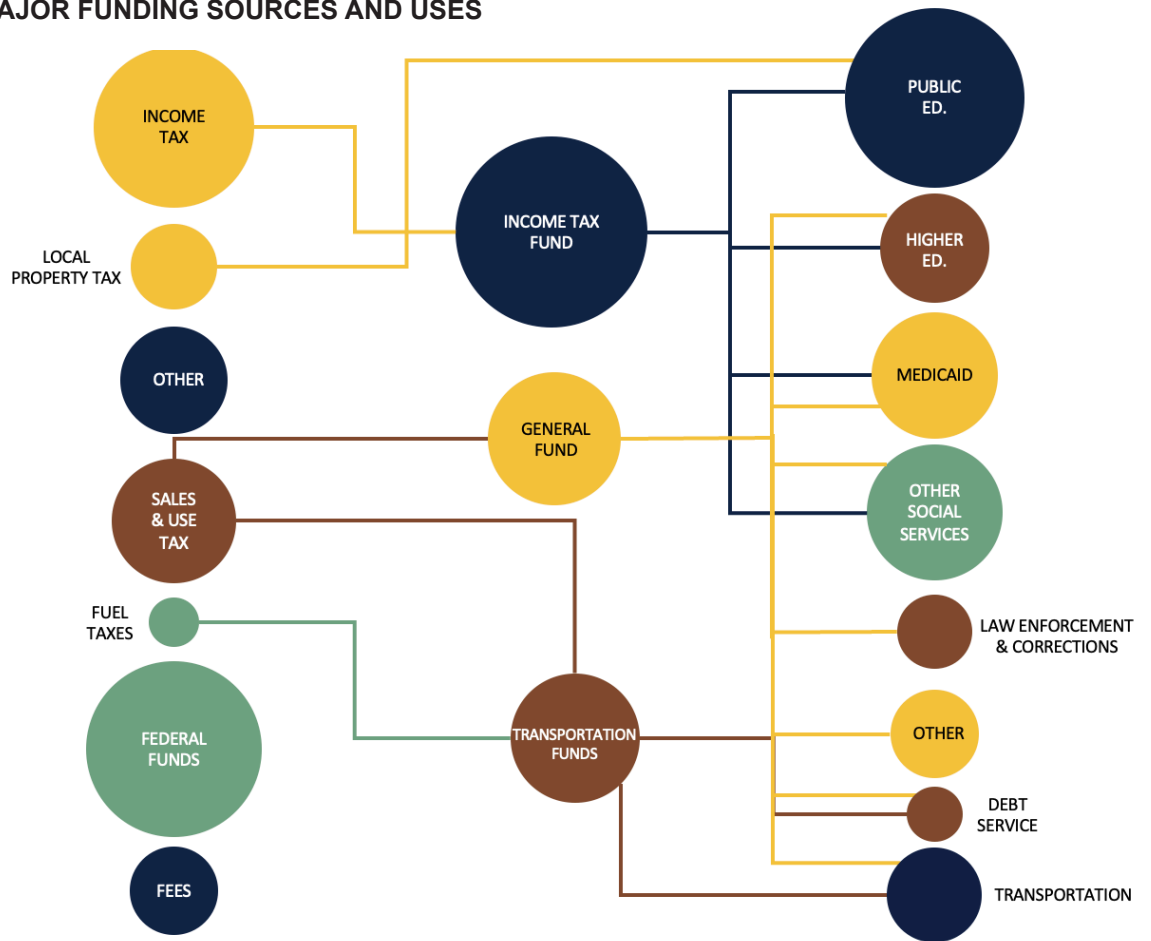 AJOR FUNDING SOURCES AND USES
INCOME
TAX
LOCAL
PROPERTY TAX
OTHER
SALES
& USE
TAX
FUEL
TAXES
FEDERAL
FUNDS
FEES
INCOME TAX
FUND
GENERAL
FUND
TRANSPORTATION
FUNDS
PUBLIC
ED.
HIGHER
ED.
MEDICAID
OTHER
SOCIAL
SERVICES
LAW ENFORCEMENT
& CORRECTIONS
OTHER
DEBT
SERVICE
TRANSPORTATION